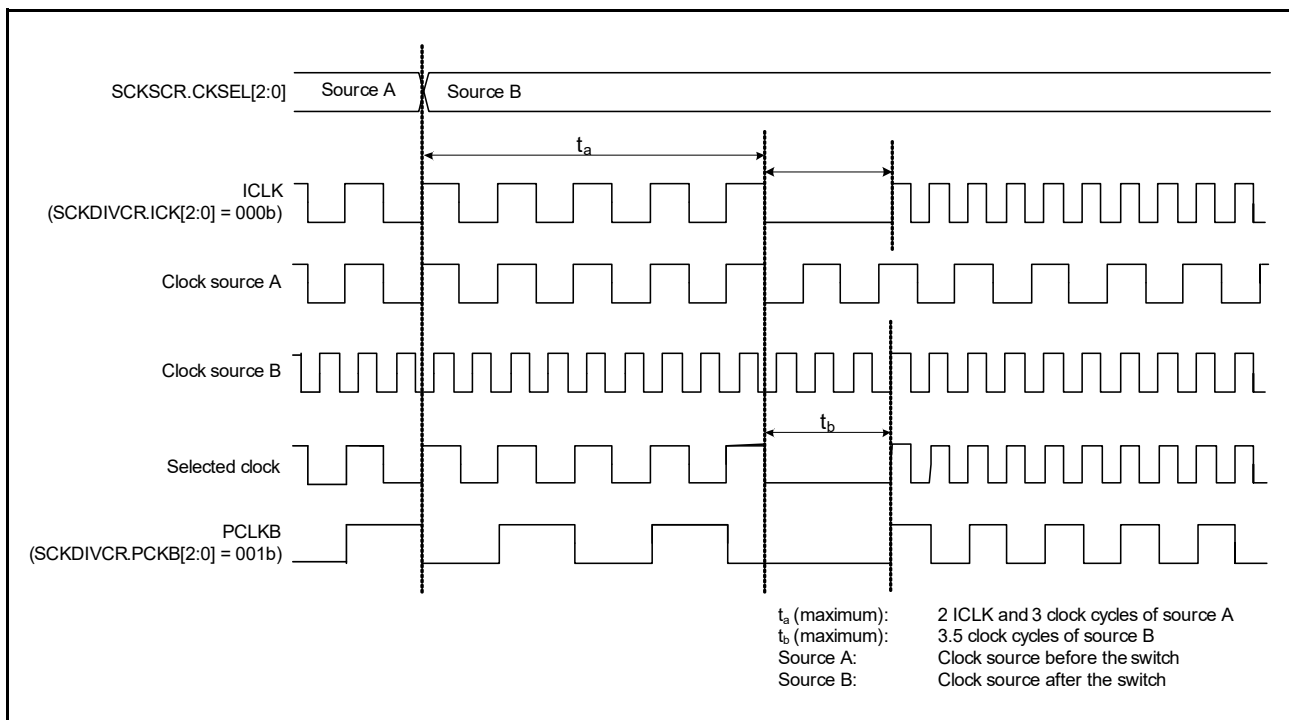 SCKSCR.CKSEL[2:0]
Source A
Source B
ta
ICLK
(SCKDIVCR.ICK[2:0] = 000b)
Clock source A
Clock source B
tb
Selected clock
PCLKB
(SCKDIVCR.PCKB[2:0] = 001b)
ta (maximum): 2 ICLK and 3 clock cycles of source A
tb (maximum): 3.5 clock cycles of source B
Source A: Clock source before the switch
Source B: Clock source after the switch